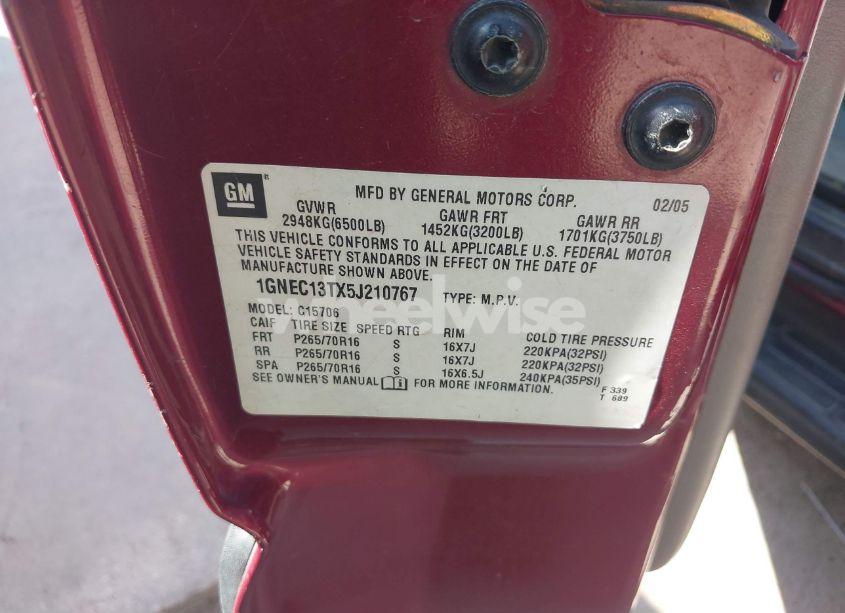 GM ®
MFD BY GENERAL MOTORS CORP. 02/05
GVWR GAWR FRT GAWR RR
2948KG(6500LB) 1452KG(3200LB) 1701KG(3750LB)
THIS VEHICLE CONFORMS TO ALL APPLICABLE U.S. FEDERAL MOTOR
VEHICLE SAFETY STANDARDS IN EFFECT ON THE DATE OF
MANUFACTURE SHOWN ABOVE.
1GNEC13TX5J210767 TYPE: M.P.V.
MODEL: C15706
CAIF TIRE SIZE SPEED RTG RIM COLD TIRE PRESSURE
FRT P265/70R16 S 16X7J 220KPA(32PSI)
RR P265/70R16 S 16X7J 220KPA(32PSI)
SPA P265/70R16 S 16X6.5J 240KPA(35PSI)
SEE OWNER'S MANUAL FOR MORE INFORMATION.
F 339
T 689
wheelwise